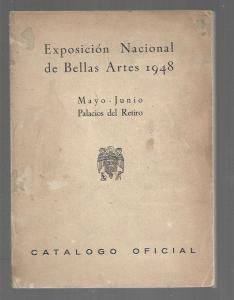 Exposición Nacional
de Bellas Artes 1948
Mayo-Junio
Palacios del Retiro
CATALOGO OFICIAL